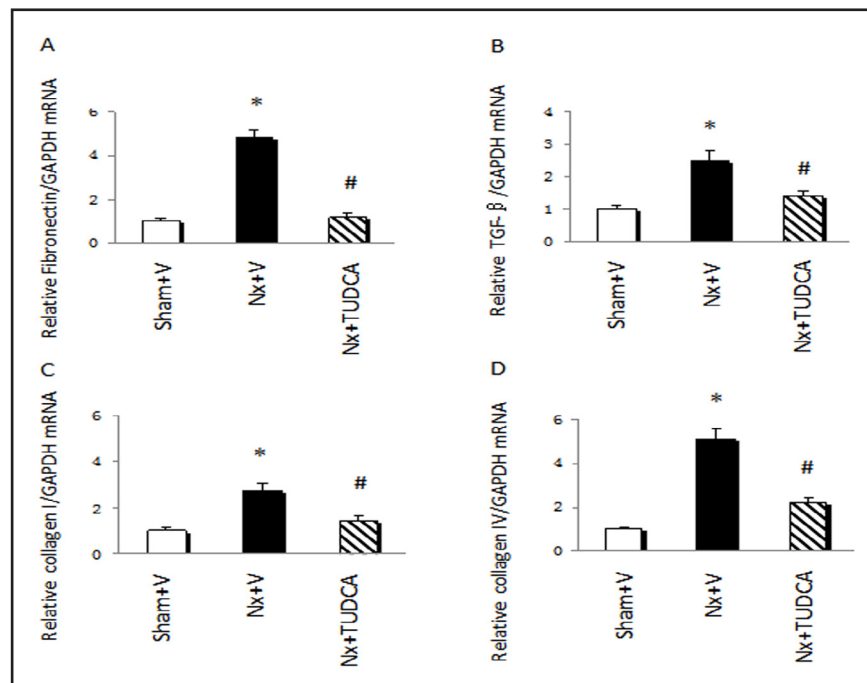 A
Relative Fibronectin/GAPDH mRNA
6
4
2
0
*
#
Sham+V
Nx+V
Nx+TUDCA
B
Relative TGF-β/GAPDH mRNA
4
3
2
1
0
*
#
Sham+V
Nx+V
Nx+TUDCA
C
Relative collagen I/GAPDH mRNA
6
4
2
0
*
#
Sham+V
Nx+V
Nx+TUDCA
D
Relative collagen IV/GAPDH mRNA
6
4
2
0
*
#
Sham+V
Nx+V
Nx+TUDCA